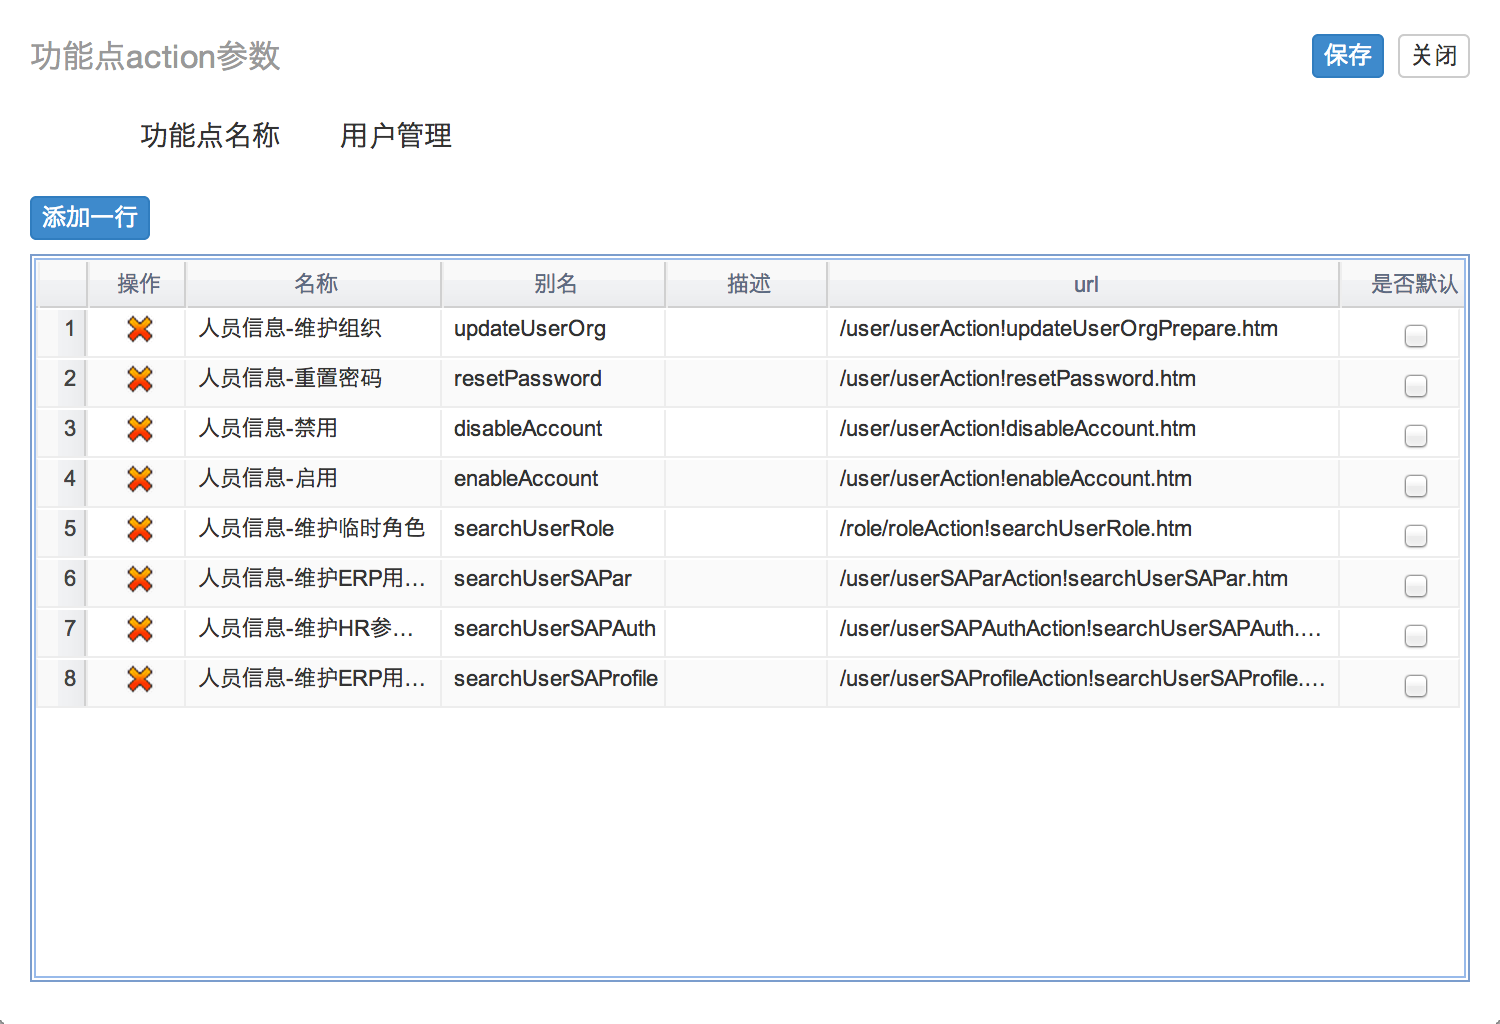 功能点action参数
保存 关闭
功能点名称 用户管理
添加一行
操作 名称 别名 描述 url 是否默认
1 人员信息-维护组织 updateUserOrg /user/userAction!updateUserOrgPrepare.htm
2 人员信息-重置密码 resetPassword /user/userAction!resetPassword.htm
3 人员信息-禁用 disableAccount /user/userAction!disableAccount.htm
4 人员信息-启用 enableAccount /user/userAction!enableAccount.htm
5 人员信息-维护临时角色 searchUserRole /role/roleAction!searchUserRole.htm
6 人员信息-维护ERP用... searchUserSAPar /user/userSAParAction!searchUserSAPar.htm
7 人员信息-维护HR参... searchUserSAPAuth /user/userSAPAuthAction!searchUserSAPAuth....
8 人员信息-维护ERP用... searchUserSAProfile /user/userSAProfileAction!searchUserSAProfile....